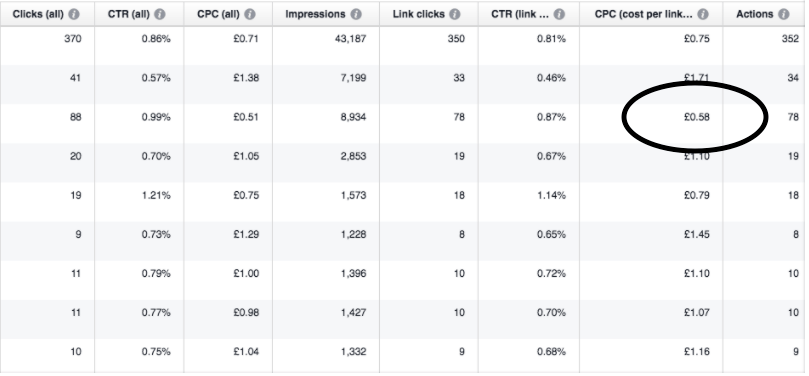 Clicks (all) CTR (all) CPC (all) Impressions Link clicks CTR (link ... CPC (cost per link... Actions
370 0.86% £0.71 43,187 350 0.81% £0.75 352
41 0.57% £1.38 7,199 33 0.46% £1.71 34
88 0.99% £0.51 8,934 78 0.87% £0.58 78
20 0.70% £1.05 2,853 19 0.67% £1.10 19
19 1.21% £0.75 1,573 18 1.14% £0.79 18
9 0.73% £1.29 1,228 8 0.65% £1.45 8
11 0.79% £1.00 1,396 10 0.72% £1.10 10
11 0.77% £0.98 1,427 10 0.70% £1.07 10
10 0.75% £1.04 1,332 9 0.68% £1.16 9